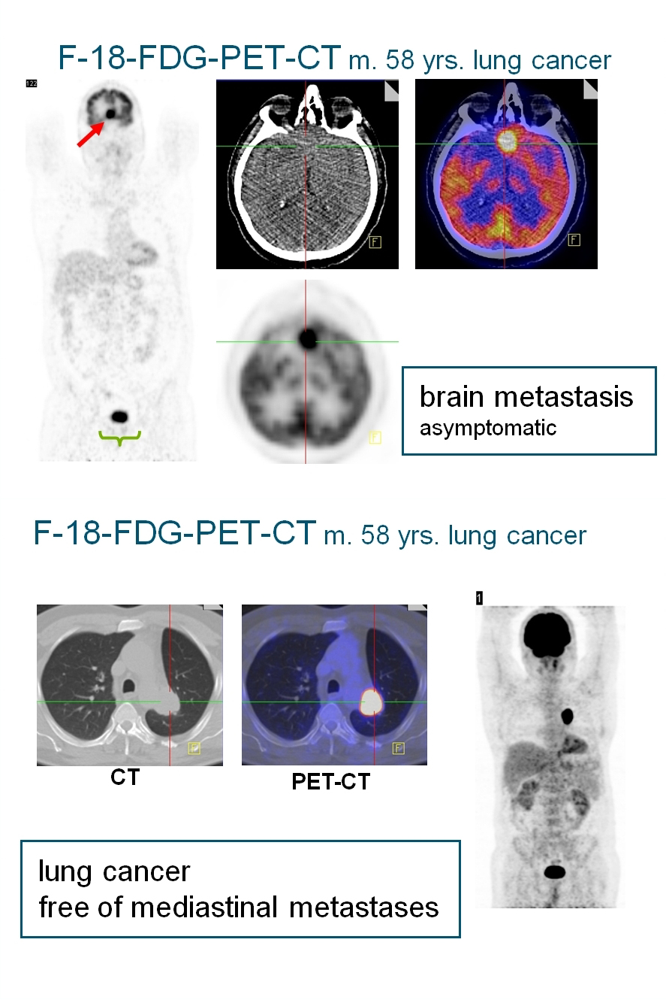 F-18-FDG-PET-CT m. 58 yrs. lung cancer
122
F
F
F
brain metastasis
asymptomatic
F-18-FDG-PET-CT m. 58 yrs. lung cancer
1
F
F
CT
PET-CT
lung cancer
free of mediastinal metastases